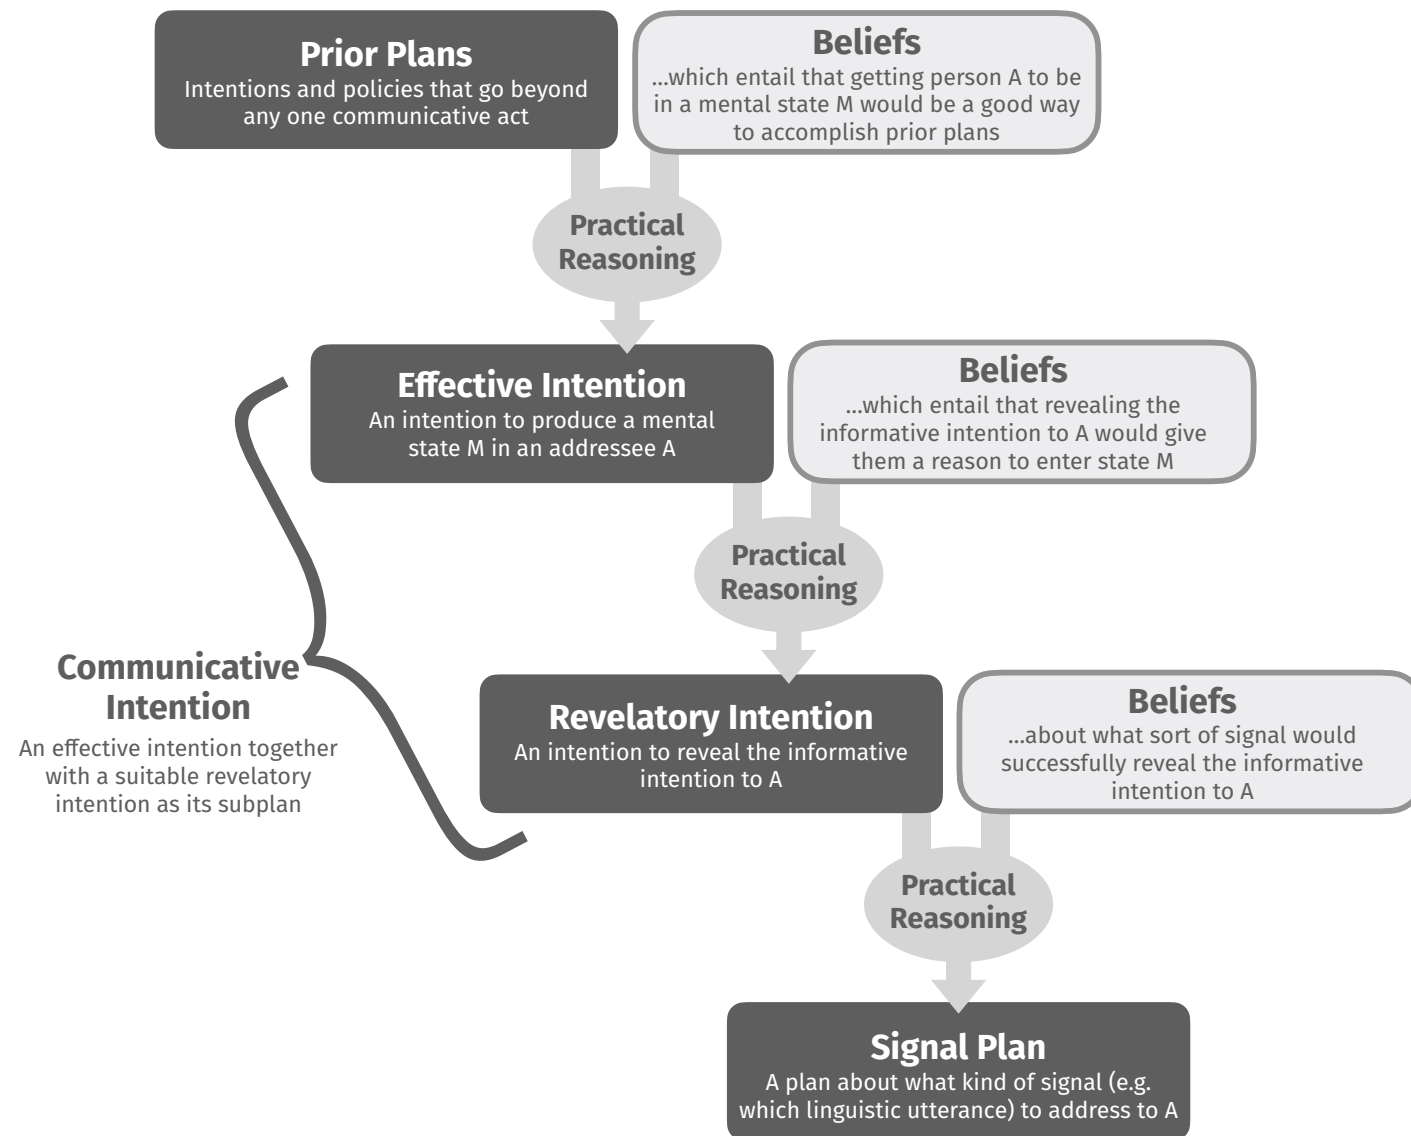 Prior Plans
Intentions and policies that go beyond
any one communicative act
Beliefs
...which entail that getting person A to be
in a mental state M would be a good way
to accomplish prior plans
Practical
Reasoning
Effective Intention
An intention to produce a mental
state M in an addressee A
Beliefs
...which entail that revealing the
informative intention to A would give
them a reason to enter state M
Practical
Reasoning
Communicative
Intention
An effective intention together
with a suitable revelatory
intention as its subplan
Revelatory Intention
An intention to reveal the informative
intention to A
Beliefs
...about what sort of signal would
successfully reveal the informative
intention to A
Practical
Reasoning
Signal Plan
A plan about what kind of signal (e.g.
which linguistic utterance) to address to A